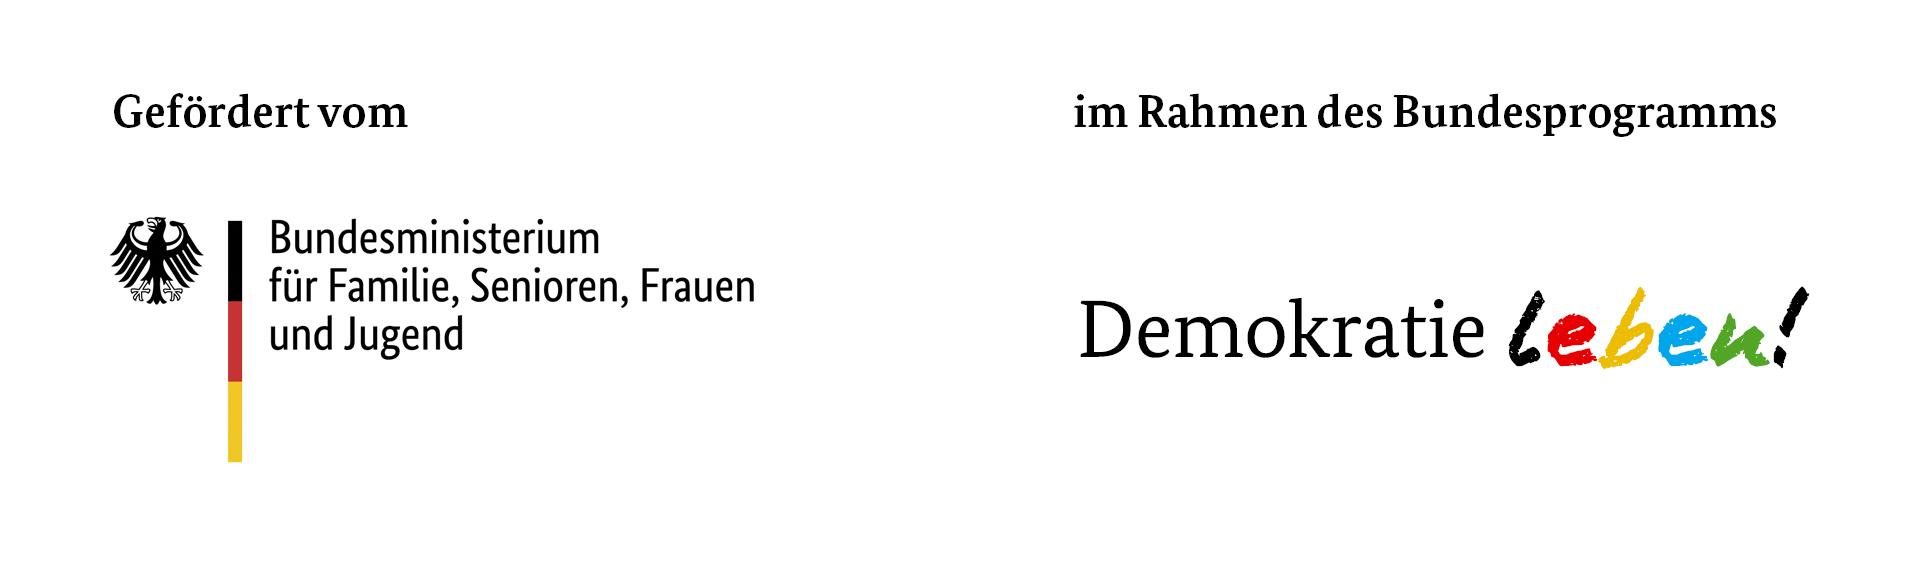 Gefördert vom
Bundesministerium
für Familie, Senioren, Frauen
und Jugend
im Rahmen des Bundesprogramms
Demokratie leben!